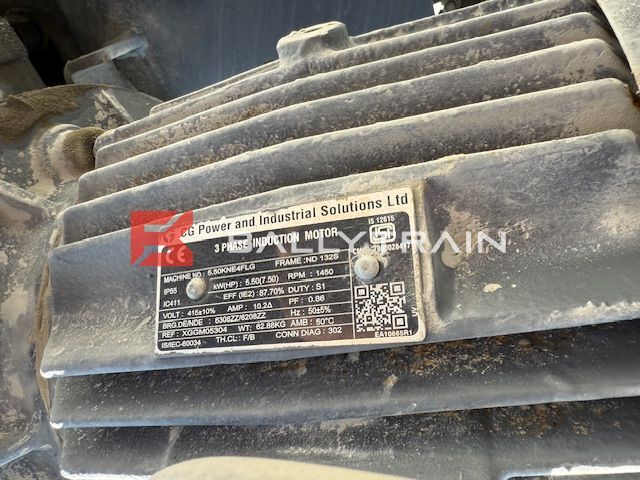 CG Power and Industrial Solutions Ltd
3 PHASE INDUCTION MOTOR
IS 12615
MACHINE NO : 5.50KNE4FLG FRAME : ND 132S
IP55 kW(HP) : 5.50(7.50) RPM : 1450
IC411 EFF (IE2) : 87.70% DUTY : S1
VOLT : 415±10% AMP : 10.2Δ PF : 0.86
BRG.DE/NDE : 6308ZZ/6208ZZ Hz : 50±5%
REF : XGGM05304 WT: 62.88KG AMB : 50°C
IS/IEC-60034 TH.CL.: F/B CONN DIAG : 302
EA10665R1
RALLYTRAIN